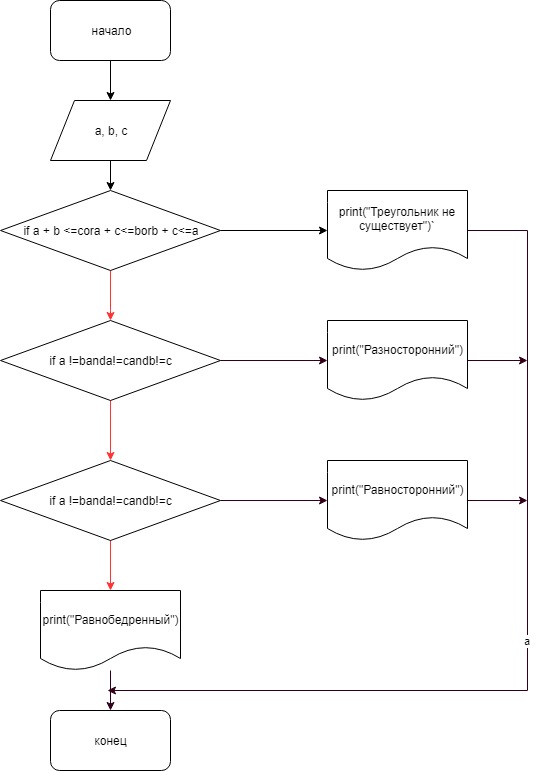 начало
a, b, c
if a + b <=cora + c<=borb + c<=a
print("Треугольник не
существует")`
if a !=banda!=candb!=c
print("Разносторонний")
if a !=banda!=candb!=c
print("Равносторонний")
print("Равнобедренный")
a
конец